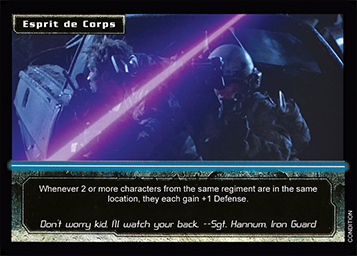 Esprit de Corps
Whenever 2 or more characters from the same regiment are in the same
location, they each gain +1 Defense.
Don't worry kid. I'll watch your back. --Sgt. Hannum, Iron Guard
CONDITION